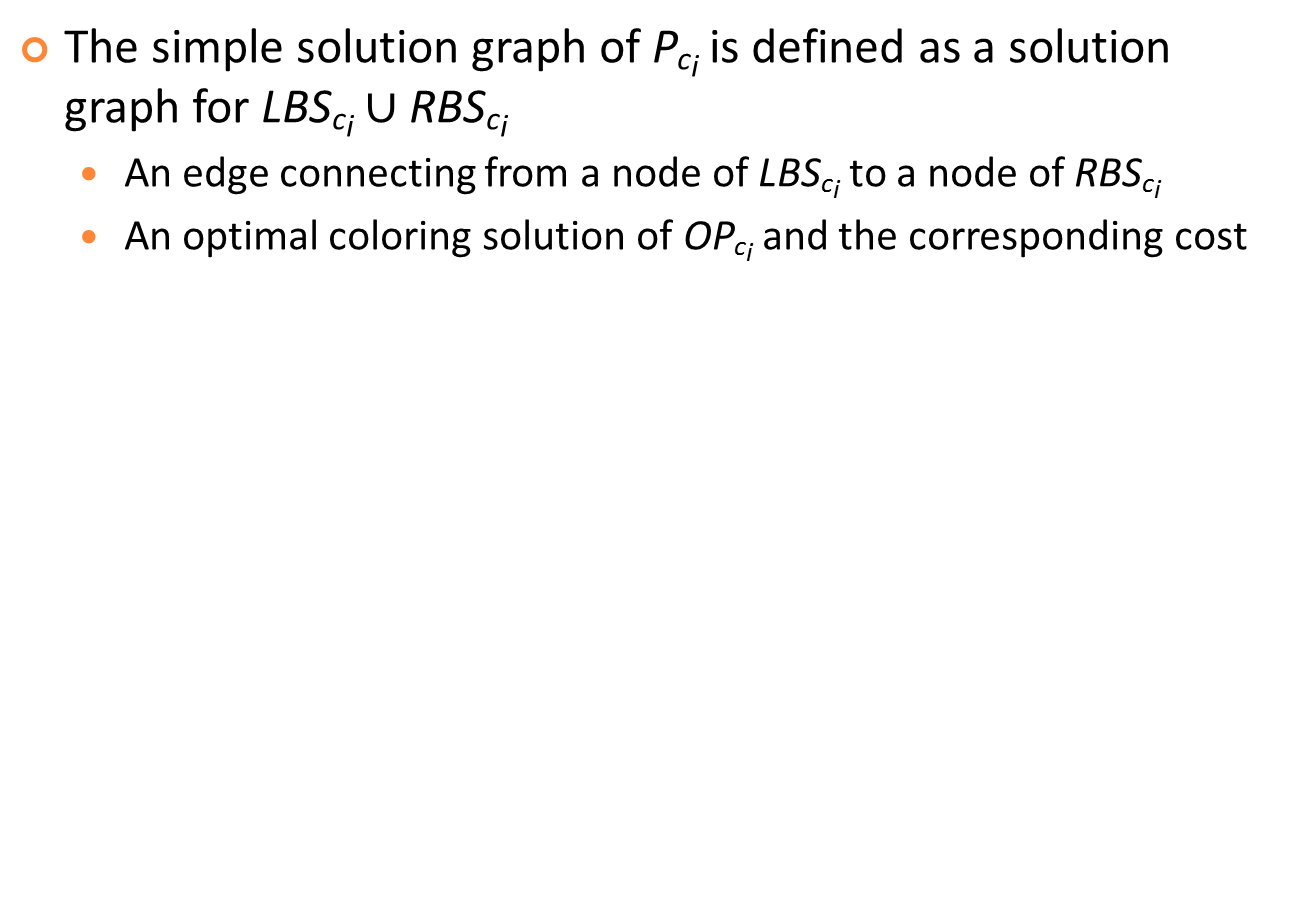 The simple solution graph of P_{c_i} is defined as a solution
graph for LBS_{c_i} ∪ RBS_{c_i}
An edge connecting from a node of LBS_{c_i} to a node of RBS_{c_i}
An optimal coloring solution of OP_{c_i} and the corresponding cost